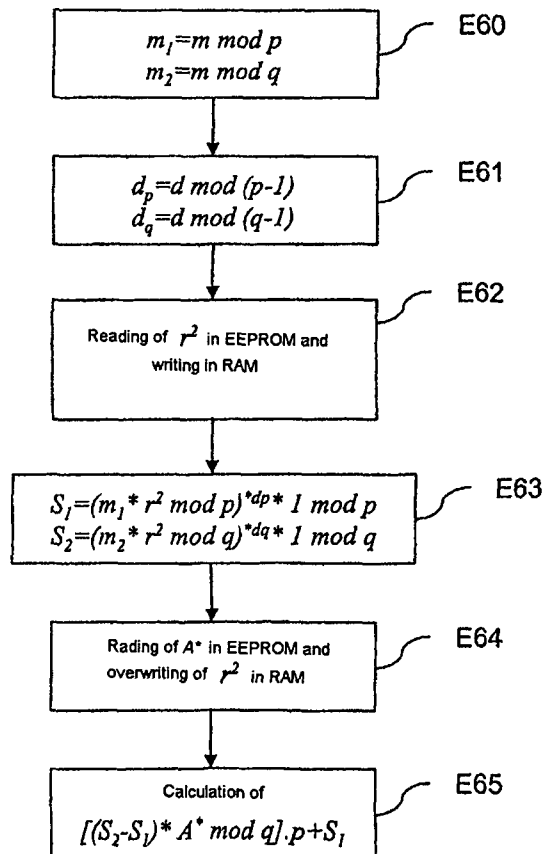 E60
m₁=m mod p
m₂=m mod q
E61
dₚ=d mod (p-1)
d_q=d mod (q-1)
E62
Reading of r² in EEPROM and
writing in RAM
E63
S₁=(m₁* r² mod p)*ᵈᵖ* 1 mod p
S₂=(m₂* r² mod q)*ᵈq* 1 mod q
E64
Rading of A* in EEPROM and
overwriting of r² in RAM
E65
Calculation of
[(S₂-S₁)* A* mod q].p+S₁